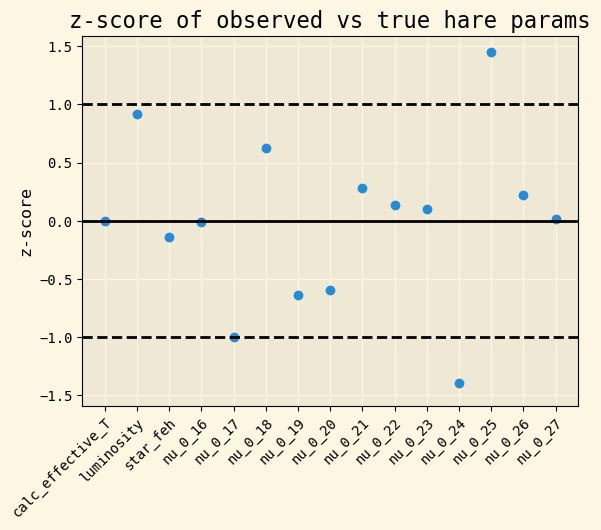 z-score of observed vs true hare params
z-score
1.5
1.0
0.5
0.0
−0.5
−1.0
−1.5
calc_effective_T
luminosity
star_feh
nu_0_16
nu_0_17
nu_0_18
nu_0_19
nu_0_20
nu_0_21
nu_0_22
nu_0_23
nu_0_24
nu_0_25
nu_0_26
nu_0_27